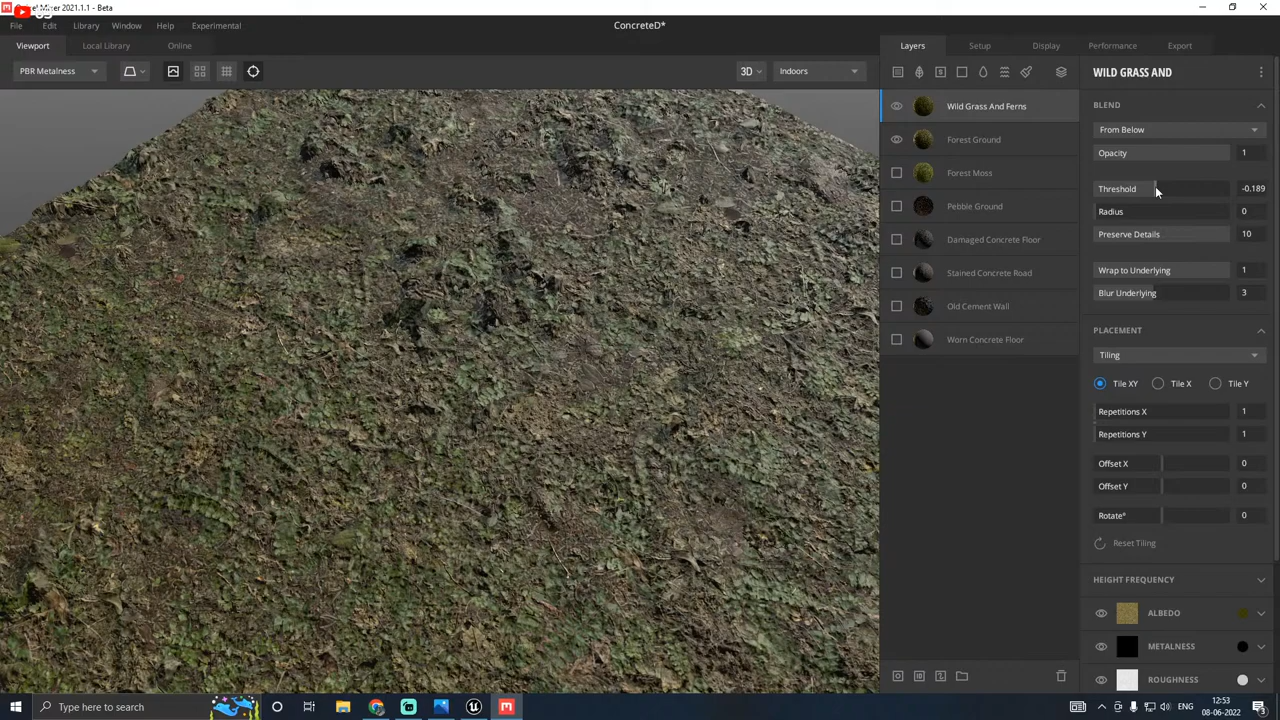 Mixer 2021.1.1 - Beta
File
Edit
Library
Window
Help
Experimental
ConcreteD*
Viewport
Local Library
Online
Layers
Setup
Display
Performance
Export
PBR Metalness
3D
Indoors
WILD GRASS AND
Wild Grass And Ferns
Forest Ground
Forest Moss
Pebble Ground
Damaged Concrete Floor
Stained Concrete Road
Old Cement Wall
Worn Concrete Floor
BLEND
From Below
Opacity 1
Threshold -0.189
Radius 0
Preserve Details 10
Wrap to Underlying 1
Blur Underlying 3
PLACEMENT
Tiling
Tile XY Tile X Tile Y
Repetitions X 1
Repetitions Y 1
Offset X 0
Offset Y 0
Rotate° 0
Reset Tiling
HEIGHT FREQUENCY
ALBEDO
METALNESS
ROUGHNESS
Type here to search
ENG
12:53
08-06-2022
3